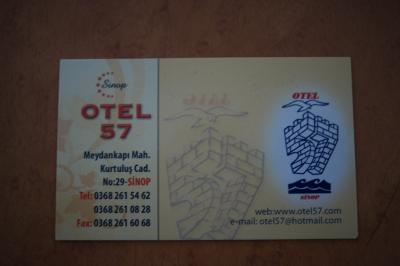 Sinop
OTEL
57
Meydankapı Mah.
Kurtuluş Cad.
No:29-SİNOP
Tel: 0368 261 54 62
0368 261 08 28
Fax: 0368 261 60 68
OTEL
SİNOP
web:www.otel57.com
e-mail: otel57@hotmail.com